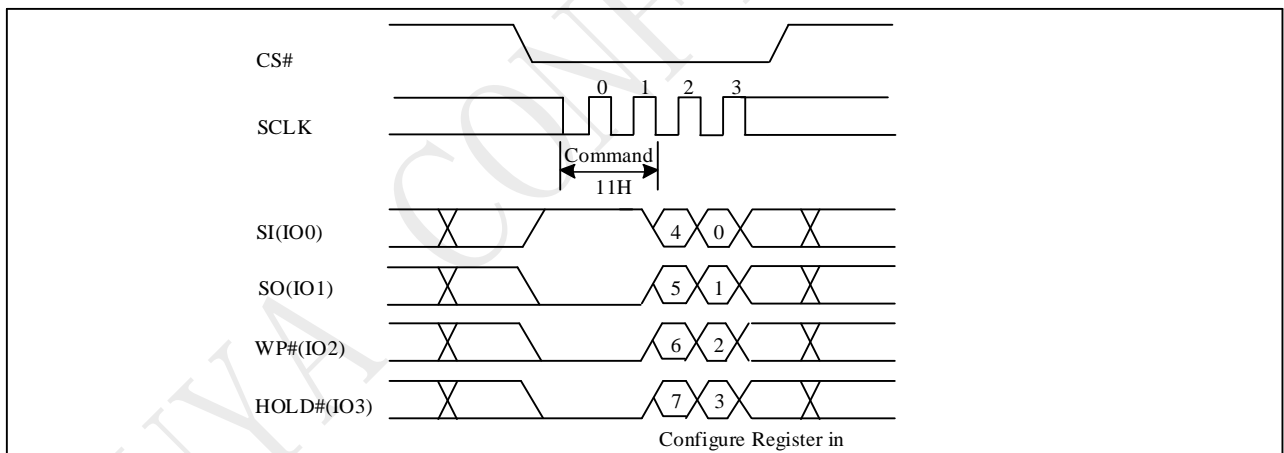 CS#
0 1 2 3
SCLK
Command
11H
SI(IO0) 4 0
SO(IO1) 5 1
WP#(IO2) 6 2
HOLD#(IO3) 7 3
Configure Register in